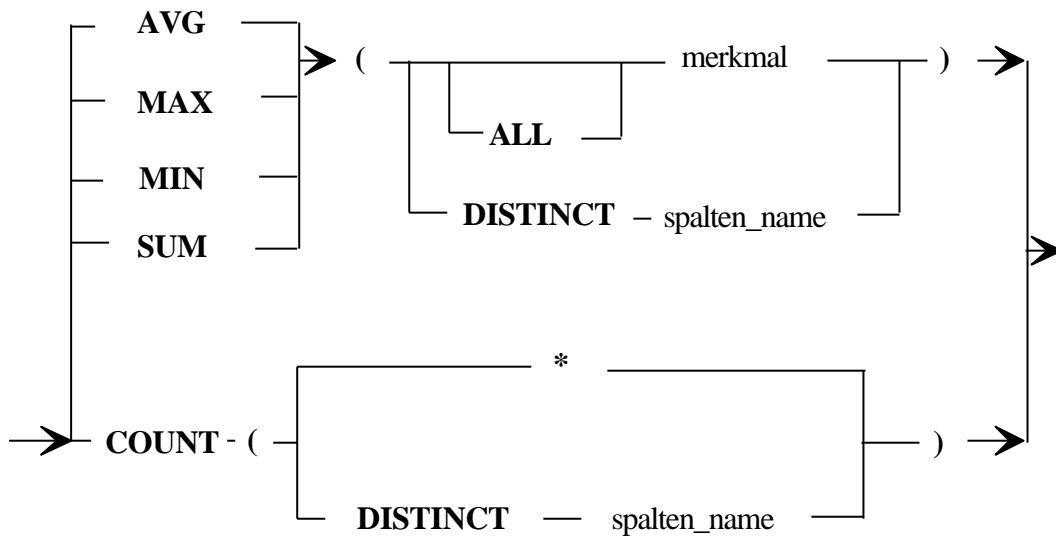 AVG
( merkmal )
MAX
ALL
MIN
DISTINCT spalten_name
SUM
*
COUNT ( )
DISTINCT spalten_name